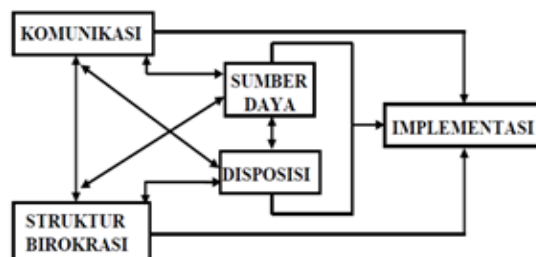 KOMUNIKASI
SUMBER
DAYA
IMPLEMENTASI
DISPOSISI
STRUKTUR
BIROKRASI